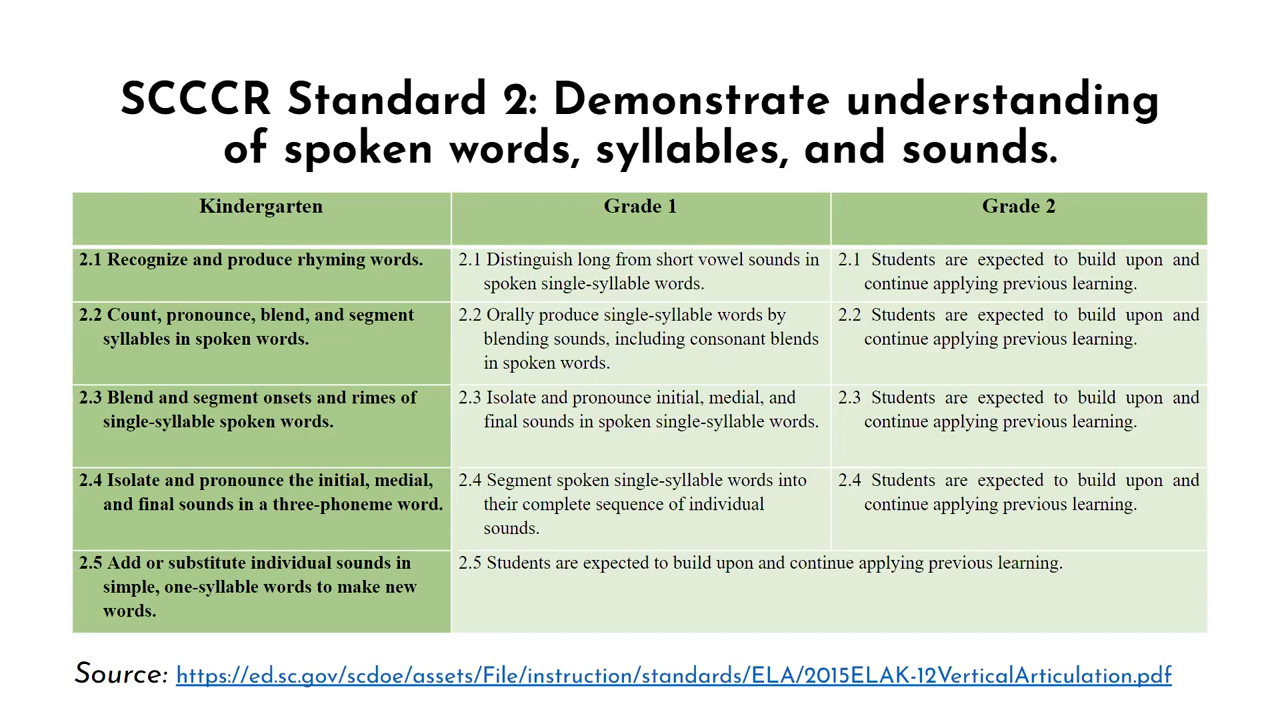 SCCCR Standard 2: Demonstrate understanding
of spoken words, syllables, and sounds.
Kindergarten
Grade 1
Grade 2
2.1 Recognize and produce rhyming words.
2.1 Distinguish long from short vowel sounds in
spoken single-syllable words.
2.1 Students are expected to build upon and
continue applying previous learning.
2.2 Count, pronounce, blend, and segment
syllables in spoken words.
2.2 Orally produce single-syllable words by
blending sounds, including consonant blends
in spoken words.
2.2 Students are expected to build upon and
continue applying previous learning.
2.3 Blend and segment onsets and rimes of
single-syllable spoken words.
2.3 Isolate and pronounce initial, medial, and
final sounds in spoken single-syllable words.
2.3 Students are expected to build upon and
continue applying previous learning.
2.4 Isolate and pronounce the initial, medial,
and final sounds in a three-phoneme word.
2.4 Segment spoken single-syllable words into
their complete sequence of individual
sounds.
2.4 Students are expected to build upon and
continue applying previous learning.
2.5 Add or substitute individual sounds in
simple, one-syllable words to make new
words.
2.5 Students are expected to build upon and continue applying previous learning.
Source: https://ed.sc.gov/scdoe/assets/File/instruction/standards/ELA/2015ELAK-12VerticalArticulation.pdf